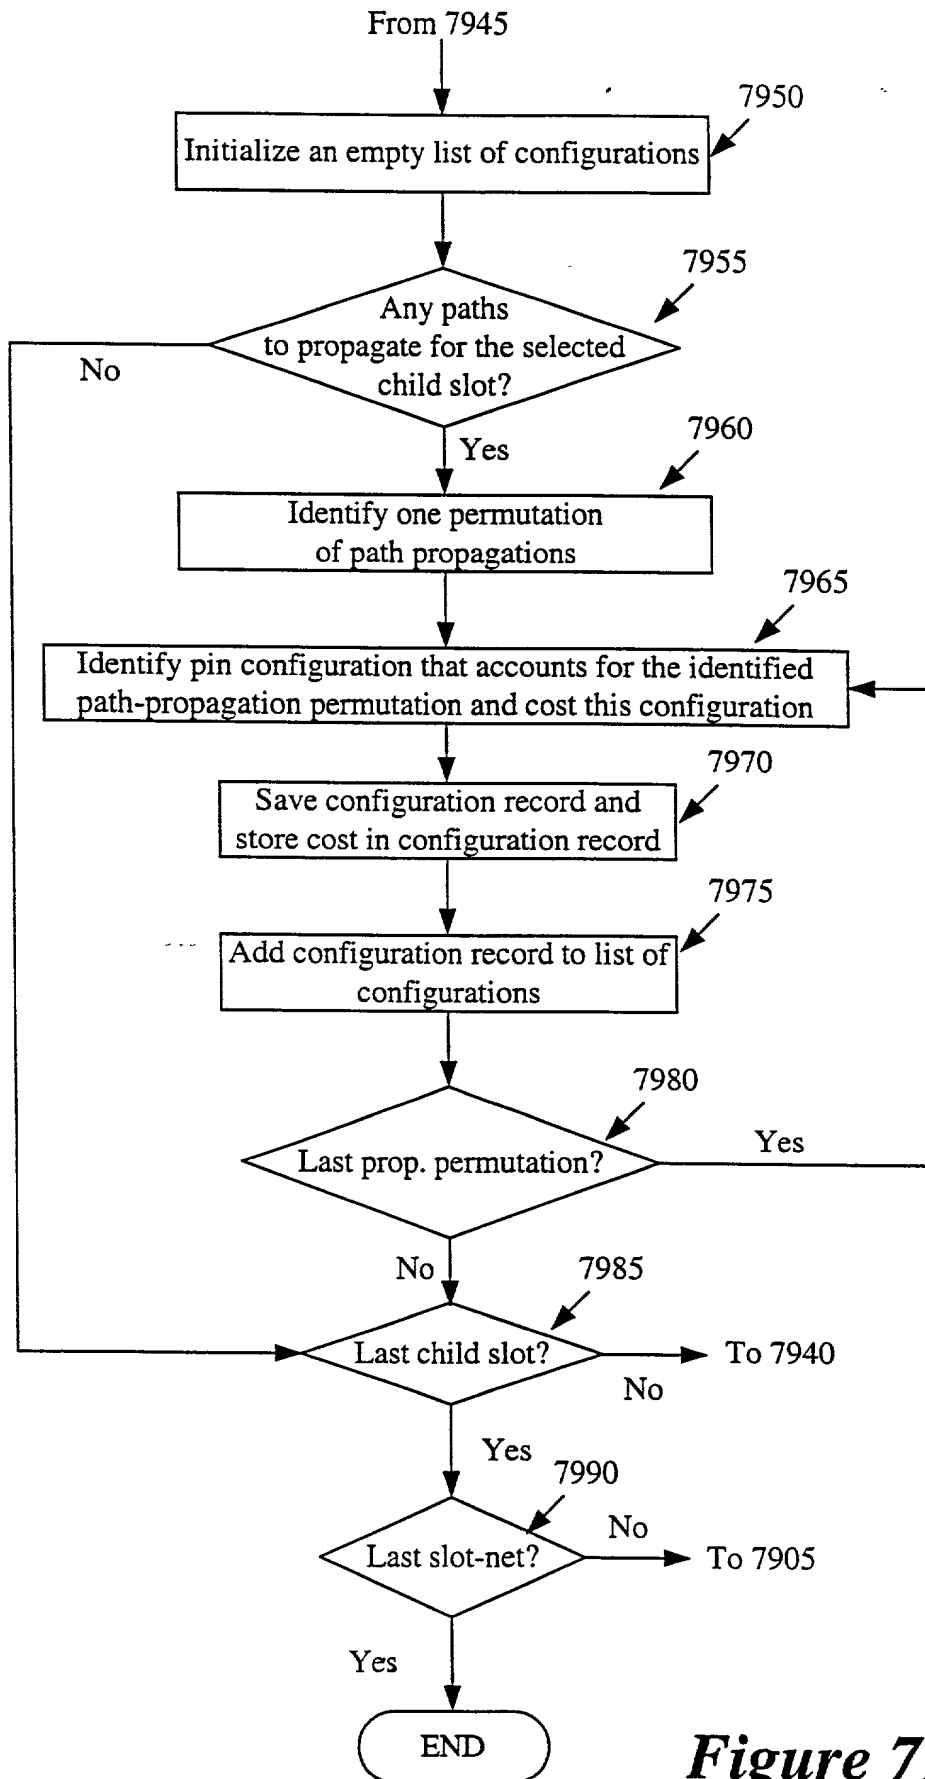 From 7945
7950
Initialize an empty list of configurations
7955
Any paths
to propagate for the selected
child slot?
No
Yes
7960
Identify one permutation
of path propagations
7965
Identify pin configuration that accounts for the identified
path-propagation permutation and cost this configuration
7970
Save configuration record and
store cost in configuration record
7975
Add configuration record to list of
configurations
7980
Last prop. permutation?
Yes
No
7985
Last child slot?
To 7940
No
Yes
7990
Last slot-net?
No
To 7905
Yes
END
Figure 7